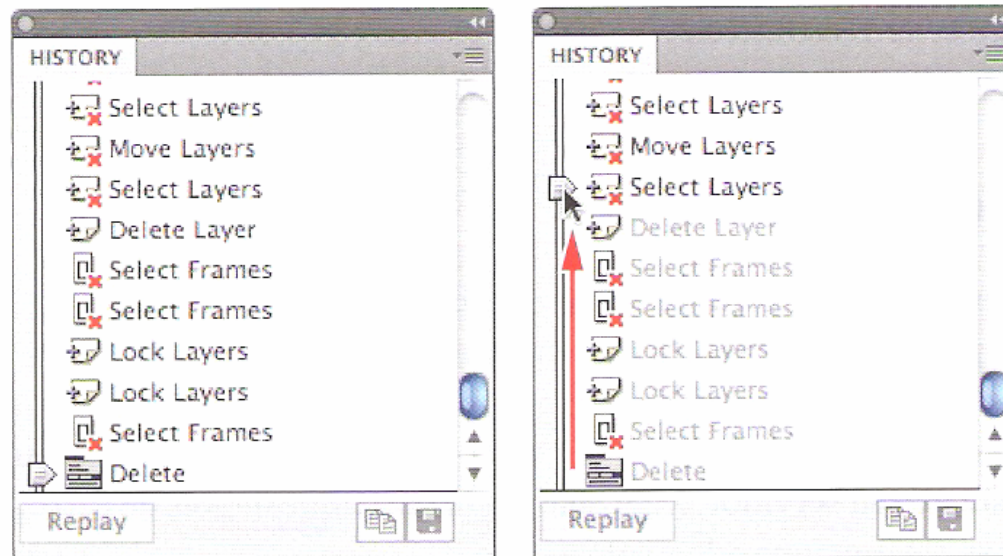 HISTORY
Select Layers
Move Layers
Select Layers
Delete Layer
Select Frames
Select Frames
Lock Layers
Lock Layers
Select Frames
Delete
Replay
HISTORY
Select Layers
Move Layers
Select Layers
Delete Layer
Select Frames
Select Frames
Lock Layers
Lock Layers
Select Frames
Delete
Replay